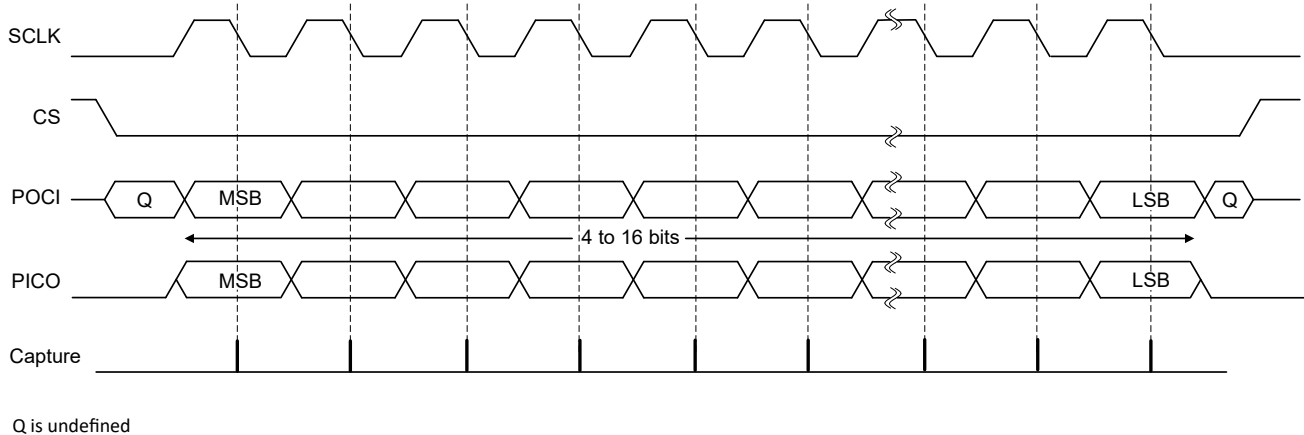 SCLK
CS
POCI
Q MSB LSB Q
4 to 16 bits
PICO
MSB LSB
Capture
Q is undefined